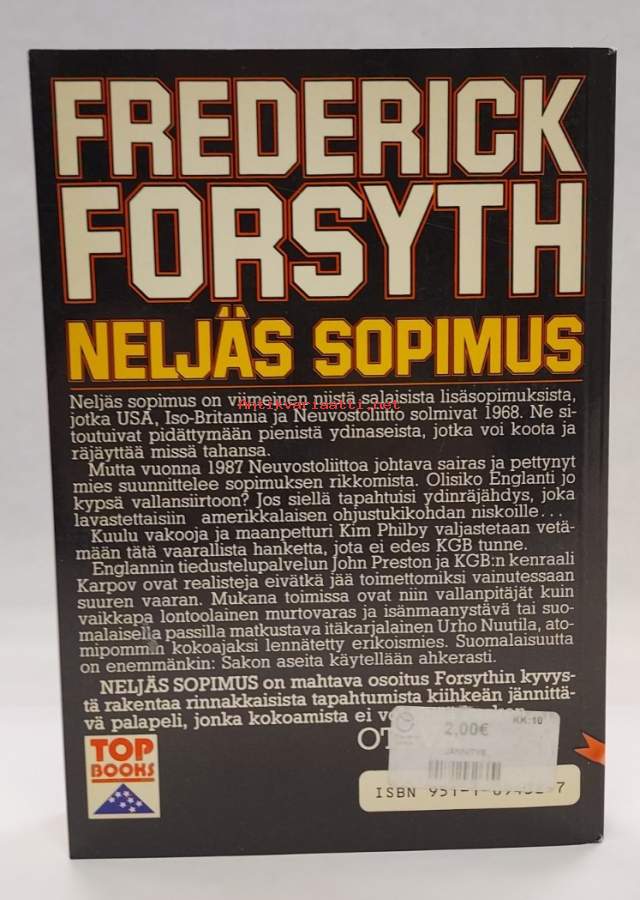 FREDERICK
FORSYTH
NELJÄS SOPIMUS
Neljäs sopimus on viimeinen niistä salaisista lisäsopimuksista,
Antikvariaatti.net
jotka USA, Iso-Britannia ja Neuvostoliitto solmivat 1968. Ne si-
toutuivat pidättymään pienistä ydinaseista, jotka voi koota ja
räjäyttää missä tahansa.
Mutta vuonna 1987 Neuvostoliittoa johtava sairas ja pettynyt
mies suunnittelee sopimuksen rikkomista. Olisiko Englanti jo
kypsä vallansiirtoon? Jos siellä tapahtuisi ydinräjähdys, joka
lavastettaisiin amerikkalaisen ohjustukikohdan niskoille...
Kuulu vakooja ja maanpetturi Kim Philby valjastetaan vetä-
mään tätä vaarallista hanketta, jota ei edes KGB tunne.
Englannin tiedustelupalvelun John Preston ja KGB:n kenraali
Karpov ovat realisteja eivätkä jää toimettomiksi vainutessaan
suuren vaaran. Mukana toimissa ovat niin vallanpitäjät kuin
vaikkapa lontoolainen murtovaras ja isänmaanystävä tai suo-
malaisella passilla matkustava itäkarjalainen Urho Nuutila, ato-
mipommin kokoajaksi lennätetty erikoismies. Suomalaisuutta
on enemmänkin: Sakon aseita käytellään ahkerasti.
NELJÄS SOPIMUS on mahtava osoitus Forsythin kyvys-
tä rakentaa rinnakkaisista tapahtumista kiihkeän jännittä-
vä palapeli, jonka kokoamista ei
OT
2,00€
KK:10
JÄNNITYS
TOP
BOOKS
ISBN 951-1-